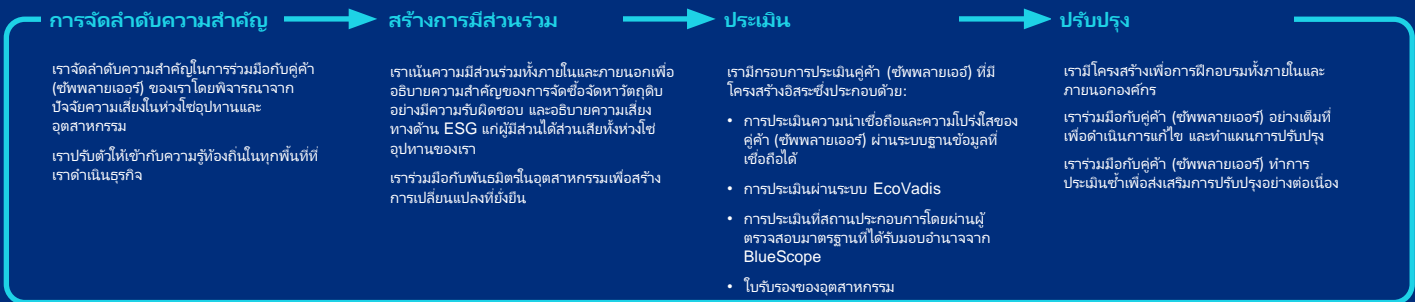 การจัดลำดับความสำคัญ
เราจัดลำดับความสำคัญในการร่วมมือกับคู่ค้า
(ซัพพลายเออร์) ของเราโดยพิจารณาจาก
ปัจจัยความเสี่ยงในห่วงโซ่อุปทานและ
อุตสาหกรรม
เราปรับตัวให้เข้ากับความรู้ท้องถิ่นในทุกพื้นที่ที่
เราดำเนินธุรกิจ
สร้างการมีส่วนร่วม
เราเน้นความมีส่วนร่วมทั้งภายในและภายนอกเพื่อ
อธิบายความสำคัญของการจัดซื้อจัดหาวัตถุดิบ
อย่างมีความรับผิดชอบ และอธิบายความเสี่ยง
ทางด้าน ESG แก่ผู้มีส่วนได้ส่วนเสียทั้งห่วงโซ่
อุปทานของเรา
เราร่วมมือกับพันธมิตรในอุตสาหกรรมเพื่อสร้าง
การเปลี่ยนแปลงที่ยั่งยืน
ประเมิน
เรามีกรอบการประเมินคู่ค้า (ซัพพลายเออ์) ที่มี
โครงสร้างอิสระซึ่งประกอบด้วย:
• การประเมินความน่าเชื่อถือและความโปร่งใสของ
คู่ค้า (ซัพพลายเออร์) ผ่านระบบฐานข้อมูลที่
เชื่อถือได้
• การประเมินผ่านระบบ EcoVadis
• การประเมินที่สถานประกอบการโดยผ่านผู้
ตรวจสอบมาตรฐานที่ได้รับมอบอำนาจจาก
BlueScope
• ใบรับรองของอุตสาหกรรม
ปรับปรุง
เรามีโครงสร้างเพื่อการฝึกอบรมทั้งภายในและ
ภายนอกองค์กร
เราร่วมมือกับคู่ค้า (ซัพพลายเออร์) อย่างเต็มที่
เพื่อดำเนินการแก้ไข และทำแผนการปรับปรุง
เราร่วมมือกับคู่ค้า (ซัพพลายเออร์) ทำการ
ประเมินซ้ำเพื่อส่งเสริมการปรับปรุงอย่างต่อเนื่อง